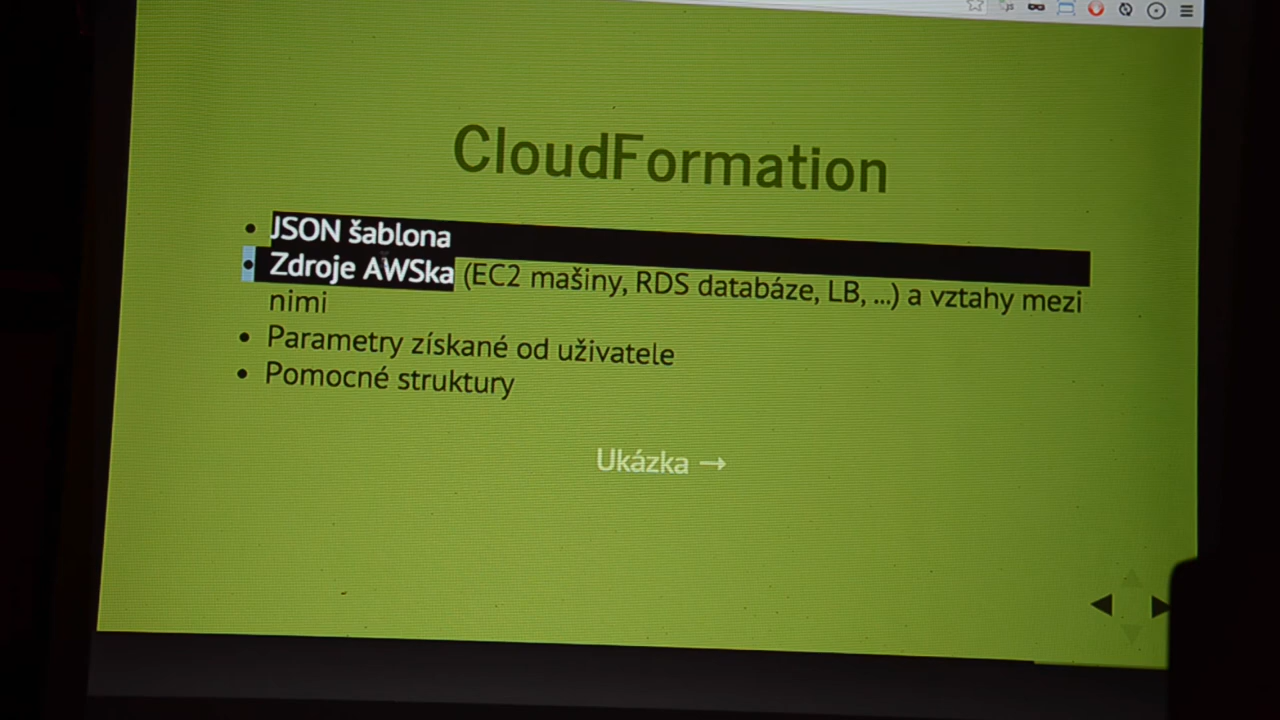 CloudFormation
• JSON šablona
• Zdroje AWSka (EC2 mašiny, RDS databáze, LB, ...) a vztahy mezi
nimi
• Parametry získané od uživatele
• Pomocné struktury
Ukázka →